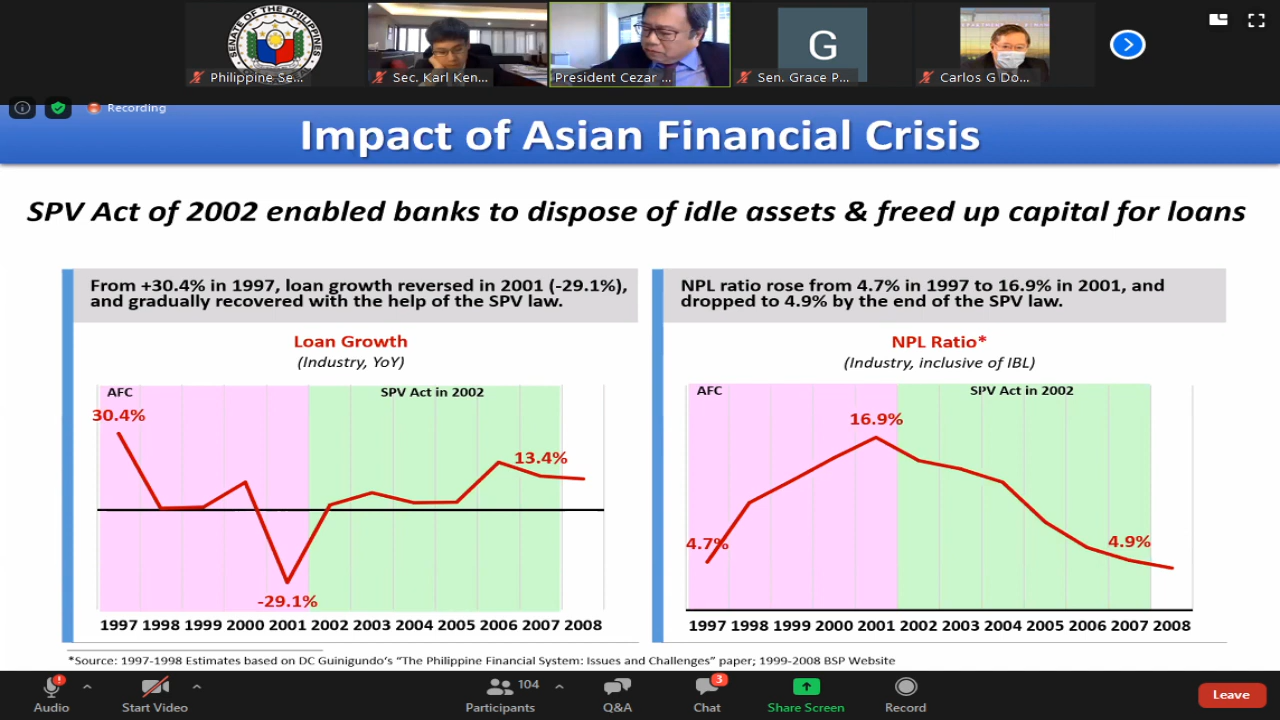 SENATE OF THE PHILIPPINES
Philippine Se...
Sec. Karl Ken...
President Cezar ...
G
Sen. Grace P...
Carlos G Do...
Recording
Impact of Asian Financial Crisis
SPV Act of 2002 enabled banks to dispose of idle assets & freed up capital for loans
From +30.4% in 1997, loan growth reversed in 2001 (-29.1%),
and gradually recovered with the help of the SPV law.
Loan Growth
(Industry, YoY)
AFC
SPV Act in 2002
30.4%
13.4%
-29.1%
1997 1998 1999 2000 2001 2002 2003 2004 2005 2006 2007 2008
NPL ratio rose from 4.7% in 1997 to 16.9% in 2001, and
dropped to 4.9% by the end of the SPV law.
NPL Ratio*
(Industry, inclusive of IBL)
AFC
SPV Act in 2002
16.9%
4.7%
4.9%
1997 1998 1999 2000 2001 2002 2003 2004 2005 2006 2007 2008
*Source: 1997-1998 Estimates based on DC Guinigundo's "The Philippine Financial System: Issues and Challenges" paper; 1999-2008 BSP Website
Audio
Start Video
104
Participants
Q&A
3
Chat
Share Screen
Record
Leave